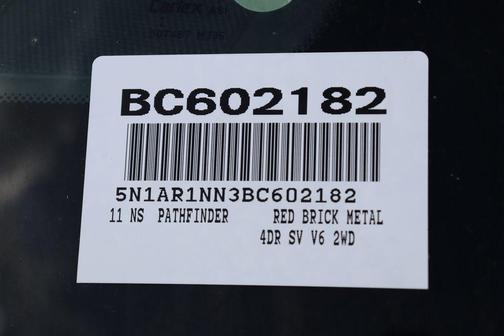 BC602182
5N1AR1NN3BC602182
11 NS PATHFINDER RED BRICK METAL
4DR SV V6 2WD